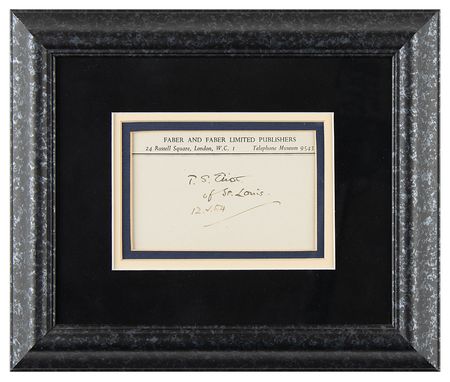 FABER AND FABER LIMITED PUBLISHERS
24 Russell Square, London, W.C. 1 Telephone Museum 9543
T. S. Eliot
of St. Louis.
12.V.54